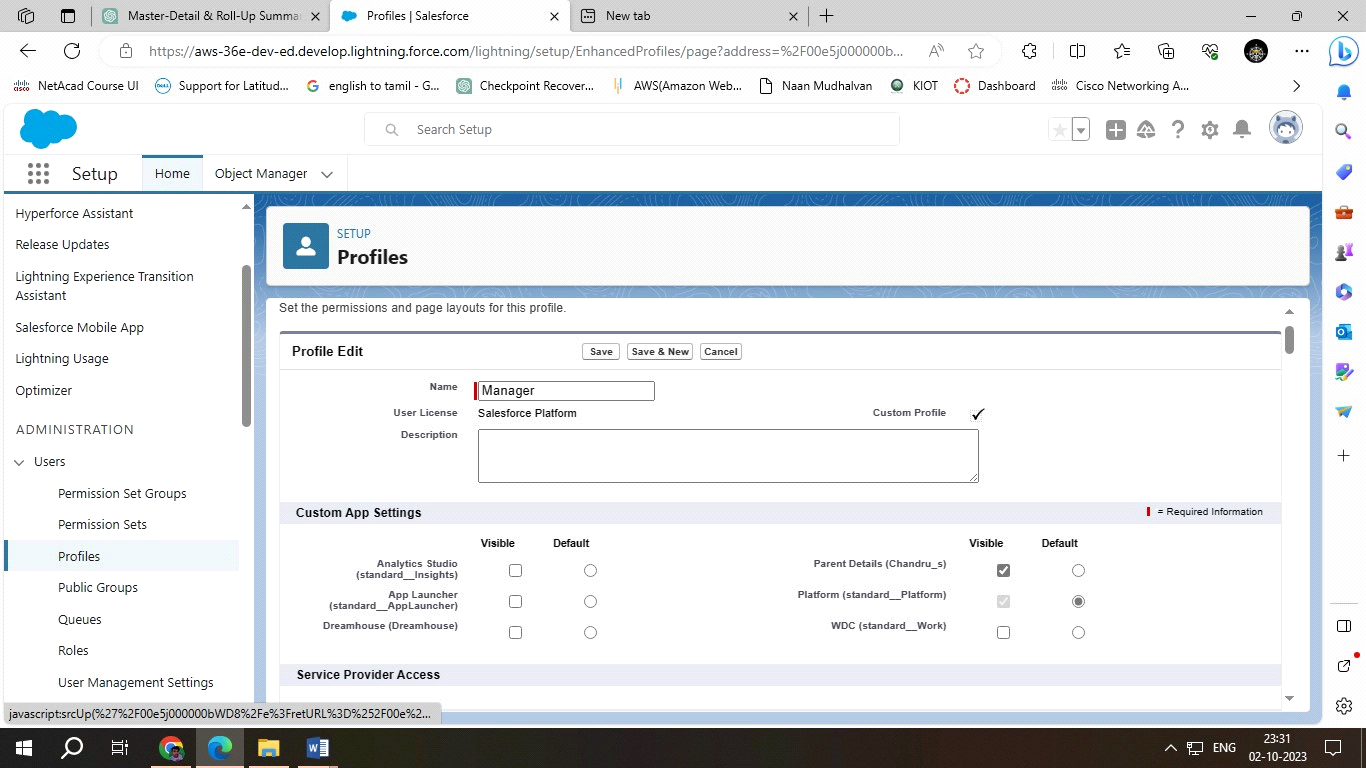 Master-Detail & Roll-Up Summar
Profiles | Salesforce
New tab
https://aws-36e-dev-ed.develop.lightning.force.com/lightning/setup/EnhancedProfiles/page?address=%2F00e5j000000b...
NetAcad Course UI
Support for Latitud...
english to tamil - G...
Checkpoint Recover...
AWS(Amazon Web...
Naan Mudhalvan
KIOT
Dashboard
Cisco Networking A...
Search Setup
Setup
Home
Object Manager
Hyperforce Assistant
Release Updates
Lightning Experience Transition
Assistant
Salesforce Mobile App
Lightning Usage
Optimizer
ADMINISTRATION
Users
Permission Set Groups
Permission Sets
Profiles
Public Groups
Queues
Roles
User Management Settings
SETUP
Profiles
Set the permissions and page layouts for this profile.
Profile Edit
Save
Save & New
Cancel
Name
Manager
User License
Salesforce Platform
Custom Profile
Description
Custom App Settings
= Required Information
Visible
Default
Visible
Default
Analytics Studio
(standard__Insights)
Parent Details (Chandru_s)
App Launcher
(standard__AppLauncher)
Platform (standard__Platform)
Dreamhouse (Dreamhouse)
WDC (standard__Work)
Service Provider Access
javascript:srcUp(%27%2F00e5j000000bWD8%2Fe%3FretURL%3D%252F00e%2...
ENG
23:31
02-10-2023